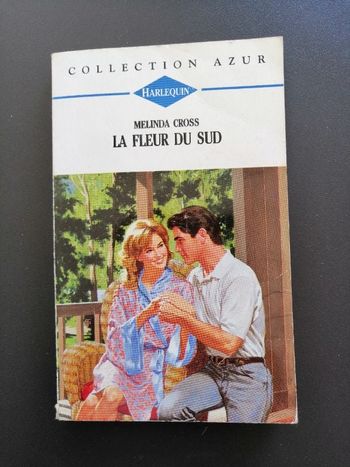 COLLECTION AZUR
HARLEQUIN
MELINDA CROSS
LA FLEUR DU SUD